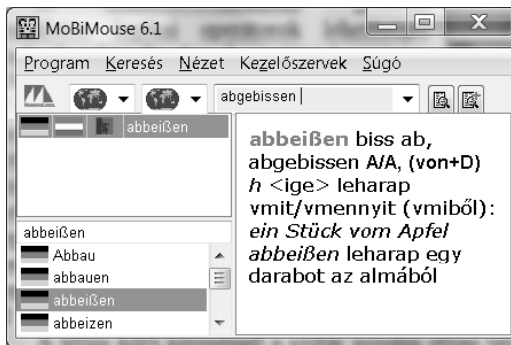 MoBiMouse 6.1
Program Keresés Nézet Kezelőszervek Súgó
abgebissen
abbeißen
abbeißen biss ab,
abgebissen A/A, (von+D)
h <ige> leharap
vmit/vmennyit (vmiből):
ein Stück vom Apfel
abbeißen leharap egy
darabot az almából
abbeißen
Abbau
abbauen
abbeißen
abbeizen